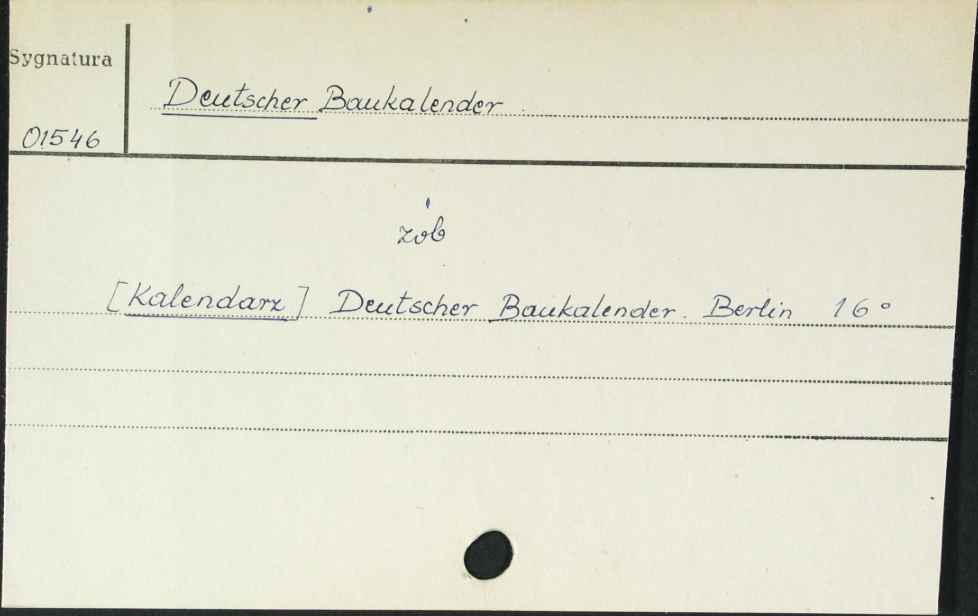 Sygnatura
Deutscher Baukalender
01546
zob
[Kalendarz] Deutscher Baukalender. Berlin 16°